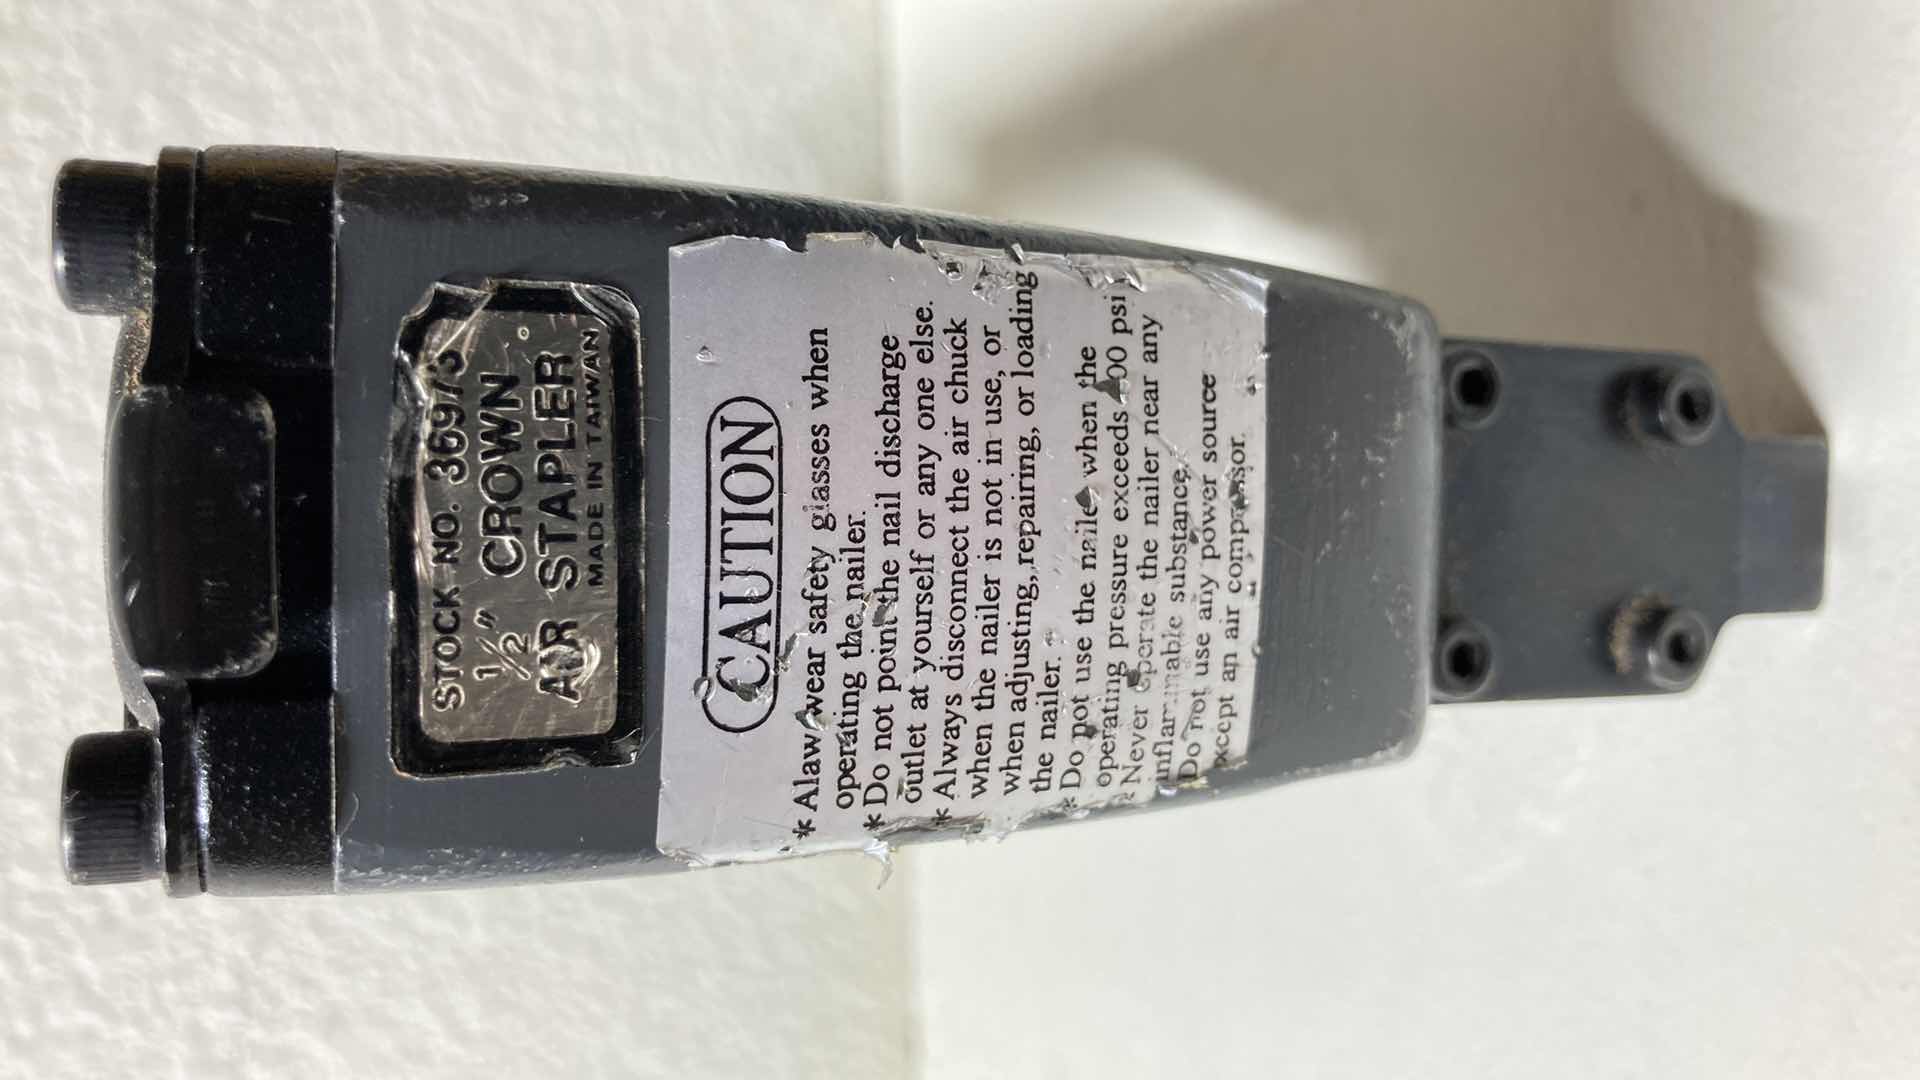 STOCK NO. 36973
1/2" CROWN
AIR STAPLER
MADE IN TAIWAN
CAUTION
* Alaw wear safety glasses when
operating the nailer.
* Do not point the nail discharge
outlet at yourself or any one else.
* Always disconnect the air chuck
when the nailer is not in use, or
when adjusting, repairing, or loading
the nailer.
* Do not use the nailer when the
operating pressure exceeds psi
* Never operate the nailer near any
inflammable substance.
Do not use any power source
except an air compressor.